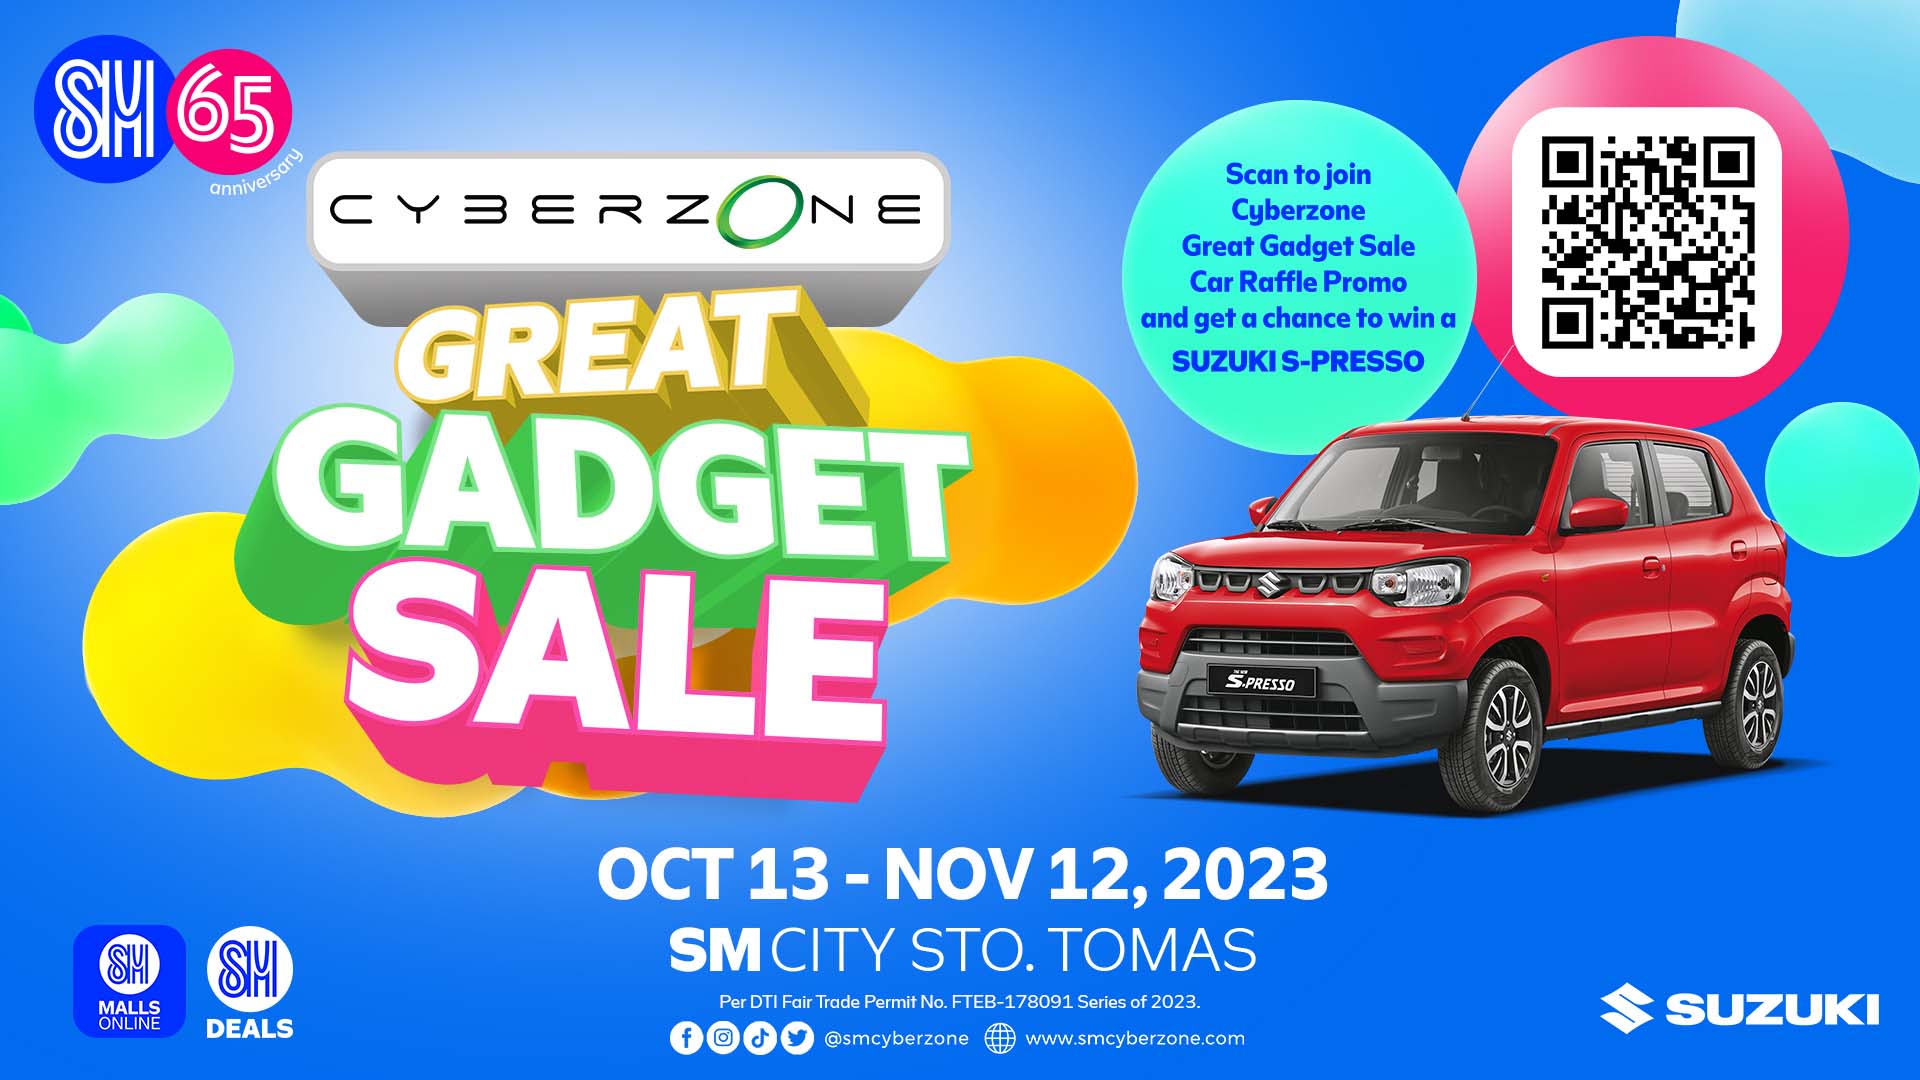 SM 65
anniversary
CYBERZONE
GREAT
GADGET
SALE
Scan to join
Cyberzone
Great Gadget Sale
Car Raffle Promo
and get a chance to win a
SUZUKI S-PRESSO
THE NEW
S-PRESSO
OCT 13 - NOV 12, 2023
SM CITY STO. TOMAS
Per DTI Fair Trade Permit No. FTEB-178091 Series of 2023.
@smcyberzone www.smcyberzone.com
SM
MALLS
ONLINE
SM
DEALS
SUZUKI